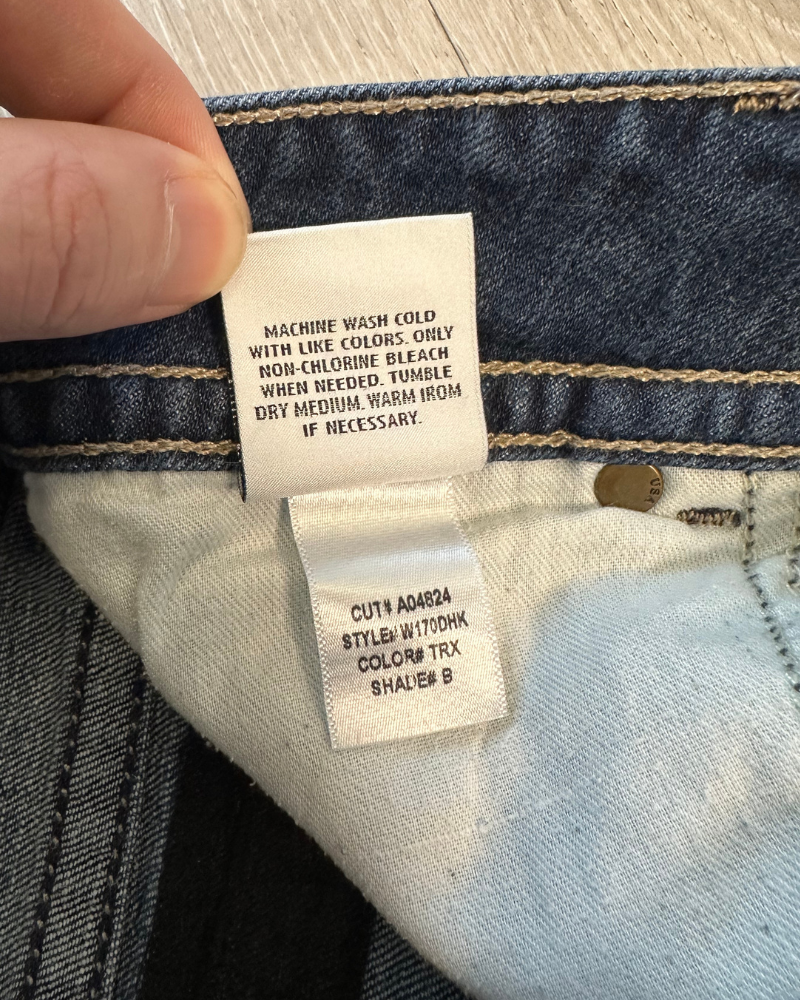 MACHINE WASH COLD
WITH LIKE COLORS. ONLY
NON-CHLORINE BLEACH
WHEN NEEDED. TUMBLE
DRY MEDIUM. WARM IROM
IF NECESSARY.
USA
CUT# A04824
STYLE# W170DHK
COLOR# TRX
SHADE# B